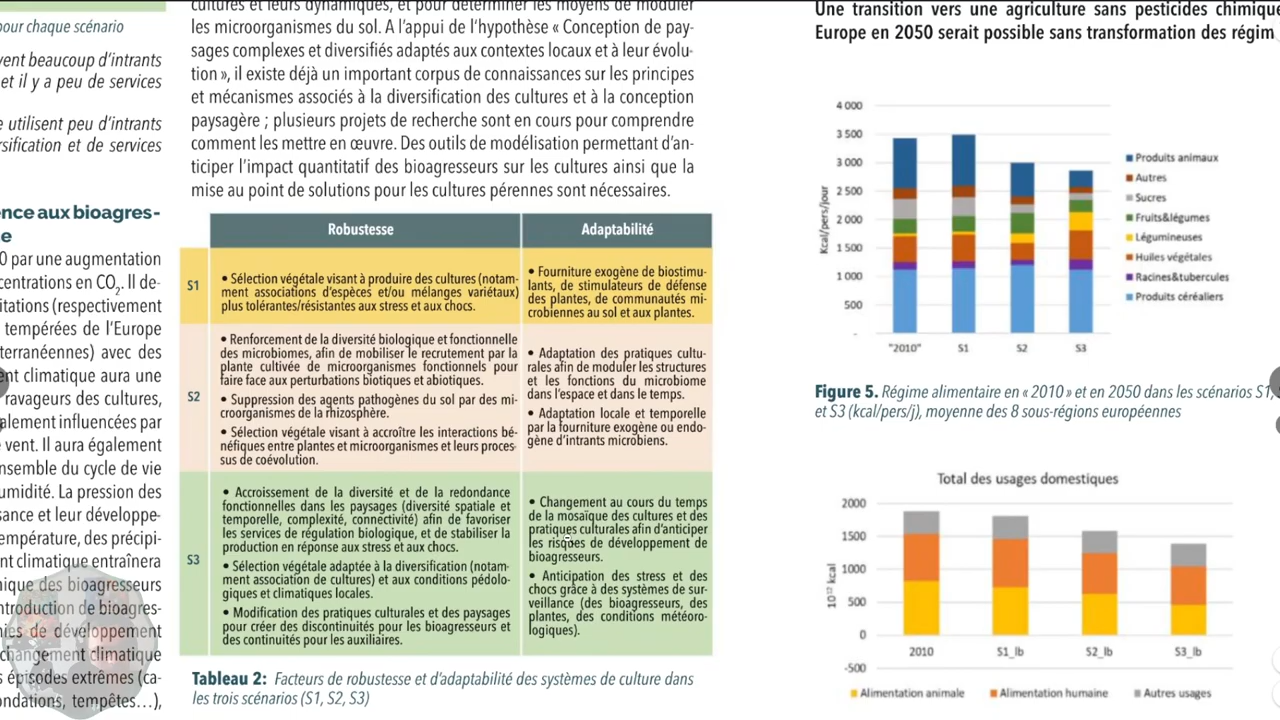 pour chaque scénario
vent beaucoup d'intrants
et il y a peu de services
e utilisent peu d'intrants
rsification et de services
ence aux bioagres-
e
0 par une augmentation
centrations en CO2. Il de-
itations (respectivement
tempérées de l'Europe
terranéennes) avec des
ent climatique aura une
ravageurs des cultures,
alement influencées par
vent. Il aura également
nsemble du cycle de vie
umidité. La pression des
sance et leur développe-
empérature, des précipi-
nt climatique entraînera
nique des bioagresseurs
ntroduction de bioagres-
de développement
changement climatique
s épisodes extrêmes (ca-
ondations, tempêtes…),
cultures et leurs dynamiques, et pour déterminer les moyens de moduler
les microorganismes du sol. A l'appui de l'hypothèse « Conception de pay-
sages complexes et diversifiés adaptés aux contextes locaux et à leur évolu-
tion », il existe déjà un important corpus de connaissances sur les principes
et mécanismes associés à la diversification des cultures et à la conception
paysagère ; plusieurs projets de recherche sont en cours pour comprendre
comment les mettre en œuvre. Des outils de modélisation permettant d'an-
ticiper l'impact quantitatif des bioagresseurs sur les cultures ainsi que la
mise au point de solutions pour les cultures pérennes sont nécessaires.
Robustesse
Adaptabilité
S1
• Sélection végétale visant à produire des cultures (notam-
ment associations d'espèces et/ou mélanges variétaux)
plus tolérantes/résistantes aux stress et aux chocs.
• Fourniture exogène de biostimu-
lants, de stimulateurs de défense
des plantes, de communautés mi-
crobiennes au sol et aux plantes.
S2
• Renforcement de la diversité biologique et fonctionnelle
des microbiomes, afin de mobiliser le recrutement par la
plante cultivée de microorganismes fonctionnels pour
faire face aux perturbations biotiques et abiotiques.
• Suppression des agents pathogènes du sol par des mi-
croorganismes de la rhizosphère.
• Sélection végétale visant à accroître les interactions bé-
néfiques entre plantes et microorganismes et leurs proces-
sus de coévolution.
• Adaptation des pratiques cultu-
rales afin de moduler les structures
et les fonctions du microbiome
dans l'espace et dans le temps.
• Adaptation locale et temporelle
par la fourniture exogène ou endo-
gène d'intrants microbiens.
S3
• Accroissement de la diversité et de la redondance
fonctionnelles dans les paysages (diversité spatiale et
temporelle, complexité, connectivité) afin de favoriser
les services de régulation biologique, et de stabiliser la
production en réponse aux stress et aux chocs.
• Sélection végétale adaptée à la diversification (notam-
ment association de cultures) et aux conditions pédolo-
giques et climatiques locales.
• Modification des pratiques culturales et des paysages
pour créer des discontinuités pour les bioagresseurs et
des continuités pour les auxiliaires.
• Changement au cours du temps
de la mosaïque des cultures et des
pratiques culturales afin d'anticiper
les risques de développement de
bioagresseurs.
• Anticipation des stress et des
chocs grâce à des systèmes de sur-
veillance (des bioagresseurs, des
plantes, des conditions météoro-
logiques).
Tableau 2: Facteurs de robustesse et d'adaptabilité des systèmes de culture dans
les trois scénarios (S1, S2, S3)
Une transition vers une agriculture sans pesticides chimique
Europe en 2050 serait possible sans transformation des régim
Kcal/pers/jour
4 000
3 500
3 000
2 500
2 000
1 500
1 000
500
-
"2010"
S1
S2
S3
Produits animaux
Autres
Sucres
Fruits&légumes
Légumineuses
Huiles végétales
Racines&tubercules
Produits céréaliers
Figure 5. Régime alimentaire en « 2010 » et en 2050 dans les scénarios S1,
et S3 (kcal/pers/j), moyenne des 8 sous-régions européennes
Total des usages domestiques
10¹² kcal
2000
1500
1000
500
0
-500
2010
S1_lb
S2_lb
S3_lb
Alimentation animale
Alimentation humaine
Autres usages